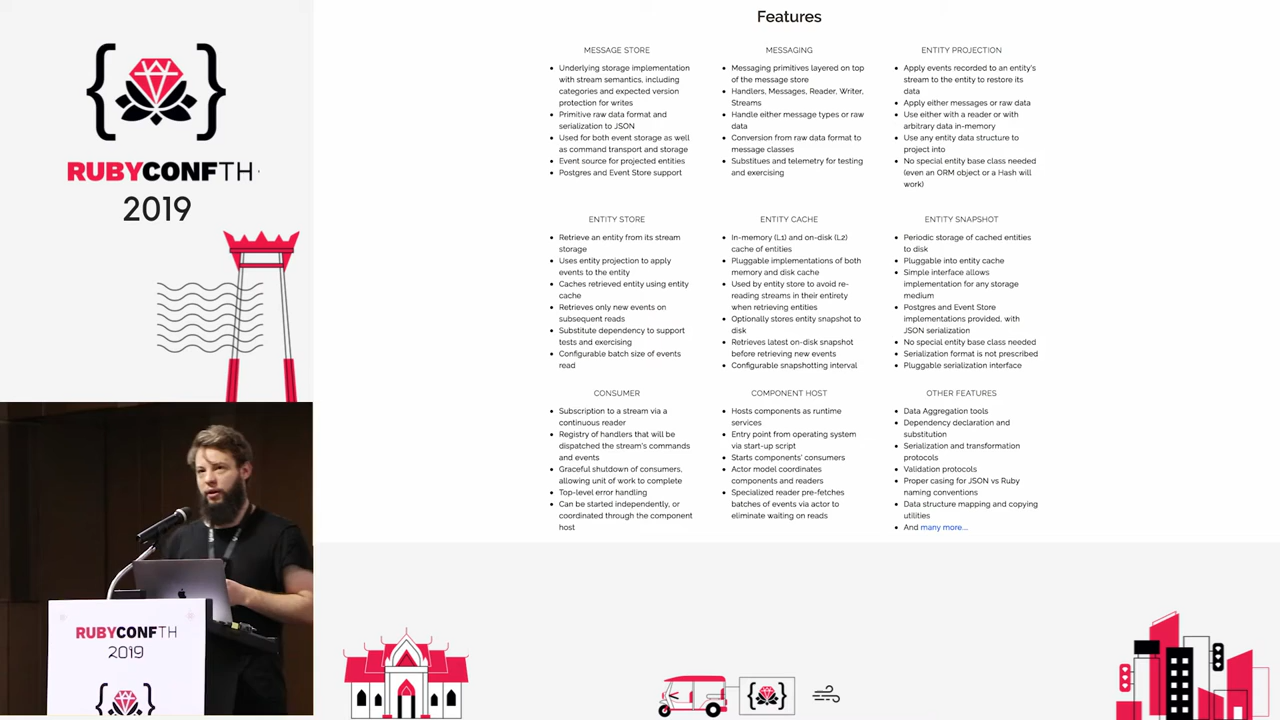 RUBYCONFTH
2019
Features
MESSAGE STORE
Underlying storage implementation
with stream semantics, including
categories and expected version
protection for writes
Primitive raw data format and
serialization to JSON
Used for both event storage as well
as command transport and storage
Event source for projected entities
Postgres and Event Store support
MESSAGING
Messaging primitives layered on top
of the message store
Handlers, Messages, Reader, Writer,
Streams
Handle either message types or raw
data
Conversion from raw data format to
message classes
Substitues and telemetry for testing
and exercising
ENTITY PROJECTION
Apply events recorded to an entity's
stream to the entity to restore its
data
Apply either messages or raw data
Use either with a reader or with
arbitrary data in-memory
Use any entity data structure to
project into
No special entity base class needed
(even an ORM object or a Hash will
work)
ENTITY STORE
Retrieve an entity from its stream
storage
Uses entity projection to apply
events to the entity
Caches retrieved entity using entity
cache
Retrieves only new events on
subsequent reads
Substitute dependency to support
tests and exercising
Configurable batch size of events
read
ENTITY CACHE
In-memory (L1) and on-disk (L2)
cache of entities
Pluggable implementations of both
memory and disk cache
Used by entity store to avoid re-
reading streams in their entirety
when retrieving entities
Optionally stores entity snapshot to
disk
Retrieves latest on-disk snapshot
before retrieving new events
Configurable snapshotting interval
ENTITY SNAPSHOT
Periodic storage of cached entities
to disk
Pluggable into entity cache
Simple interface allows
implementation for any storage
medium
Postgres and Event Store
implementations provided, with
JSON serialization
No special entity base class needed
Serialization format is not prescribed
Pluggable serialization interface
CONSUMER
Subscription to a stream via a
continuous reader
Registry of handlers that will be
dispatched the stream's commands
and events
Graceful shutdown of consumers,
allowing unit of work to complete
Top-level error handling
Can be started independently, or
coordinated through the component
host
COMPONENT HOST
Hosts components as runtime
services
Entry point from operating system
via start-up script
Starts components' consumers
Actor model coordinates
components and readers
Specialized reader pre-fetches
batches of events via actor to
eliminate waiting on reads
OTHER FEATURES
Data Aggregation tools
Dependency declaration and
substitution
Serialization and transformation
protocols
Validation protocols
Proper casing for JSON vs Ruby
naming conventions
Data structure mapping and copying
utilities
And many more...
RUBYCONFTH
2019